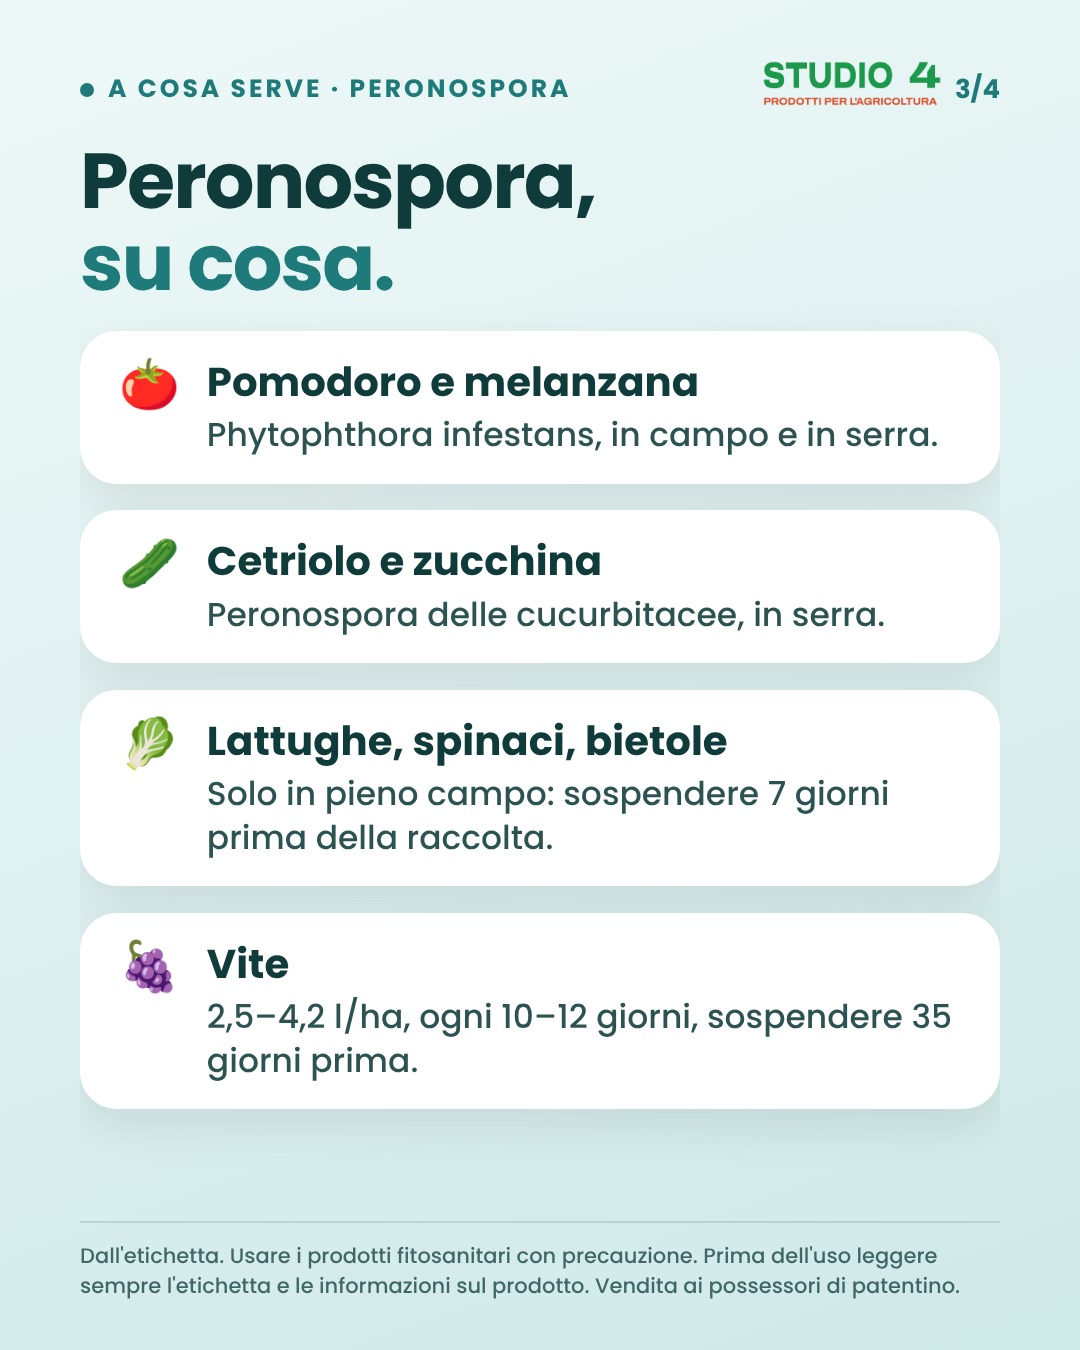 A COSA SERVE · PERONOSPORA
STUDIO 4
PRODOTTI PER L'AGRICOLTURA
3/4
Peronospora,
su cosa.
Pomodoro e melanzana
Phytophthora infestans, in campo e in serra.
Cetriolo e zucchina
Peronospora delle cucurbitacee, in serra.
Lattughe, spinaci, bietole
Solo in pieno campo: sospendere 7 giorni
prima della raccolta.
Vite
2,5–4,2 l/ha, ogni 10–12 giorni, sospendere 35
giorni prima.
Dall'etichetta. Usare i prodotti fitosanitari con precauzione. Prima dell'uso leggere
sempre l'etichetta e le informazioni sul prodotto. Vendita ai possessori di patentino.